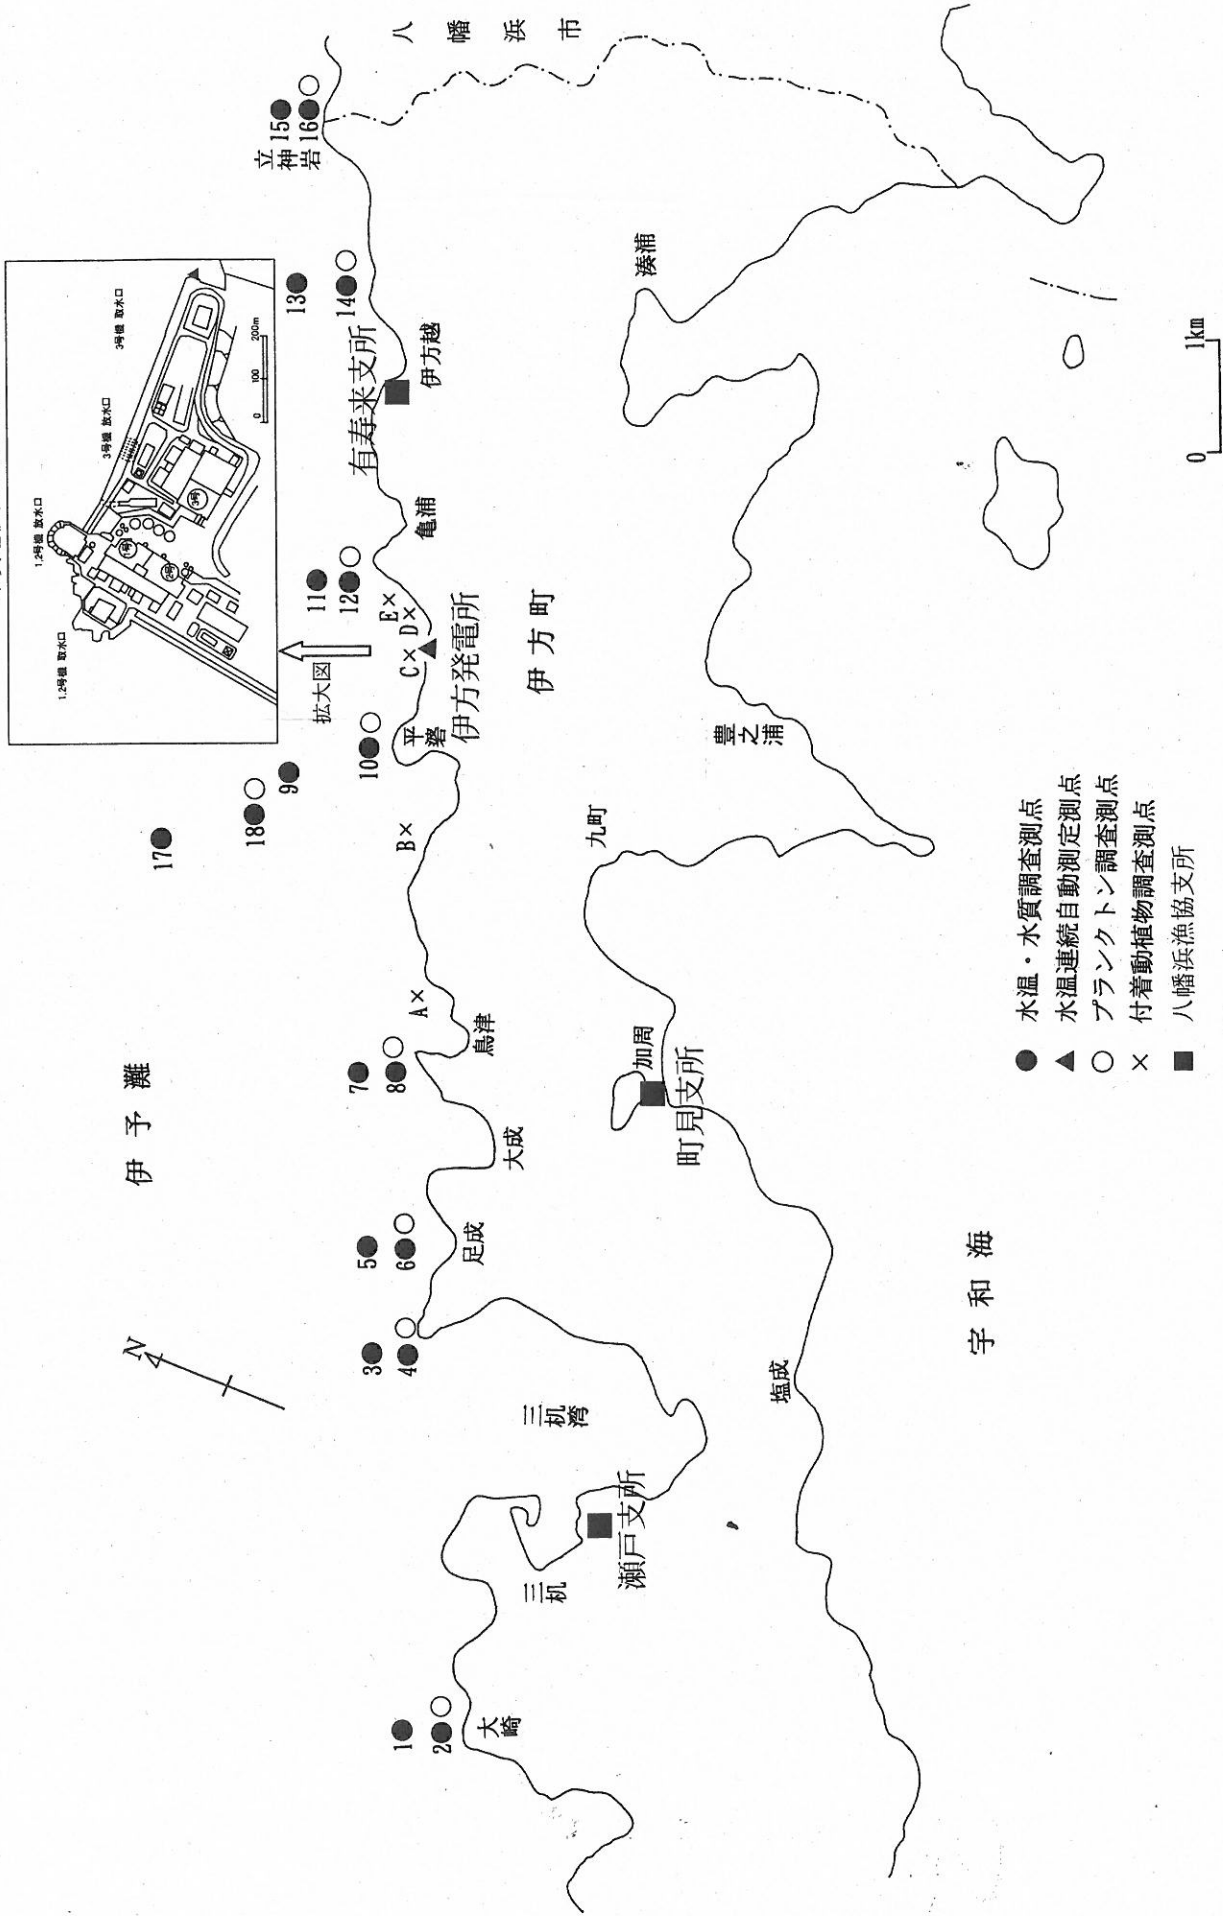 八幡浜市
立神岩
15
16
13
14
有寿来支所
伊方越
亀浦
11
12
E
D
C
伊方発電所
平碆
10
9
18
17
B
A
鳥津
7
8
大成
5
6
足成
3
4
三机湾
三机
瀬戸支所
1
2
大崎
拡大図
1,2号機 取水口
1,2号機 放水口
3号機 放水口
3号機 取水口
1号
2号
3号
0 100 200m
伊予灘
N
伊方町
湊浦
豊之浦
九町
加周
町見支所
塩成
宇和海
0 1km
● 水温・水質調査測点
▲ 水温連続自動測定測点
○ プランクトン調査測点
× 付着動植物調査測点
■ 八幡浜漁協支所